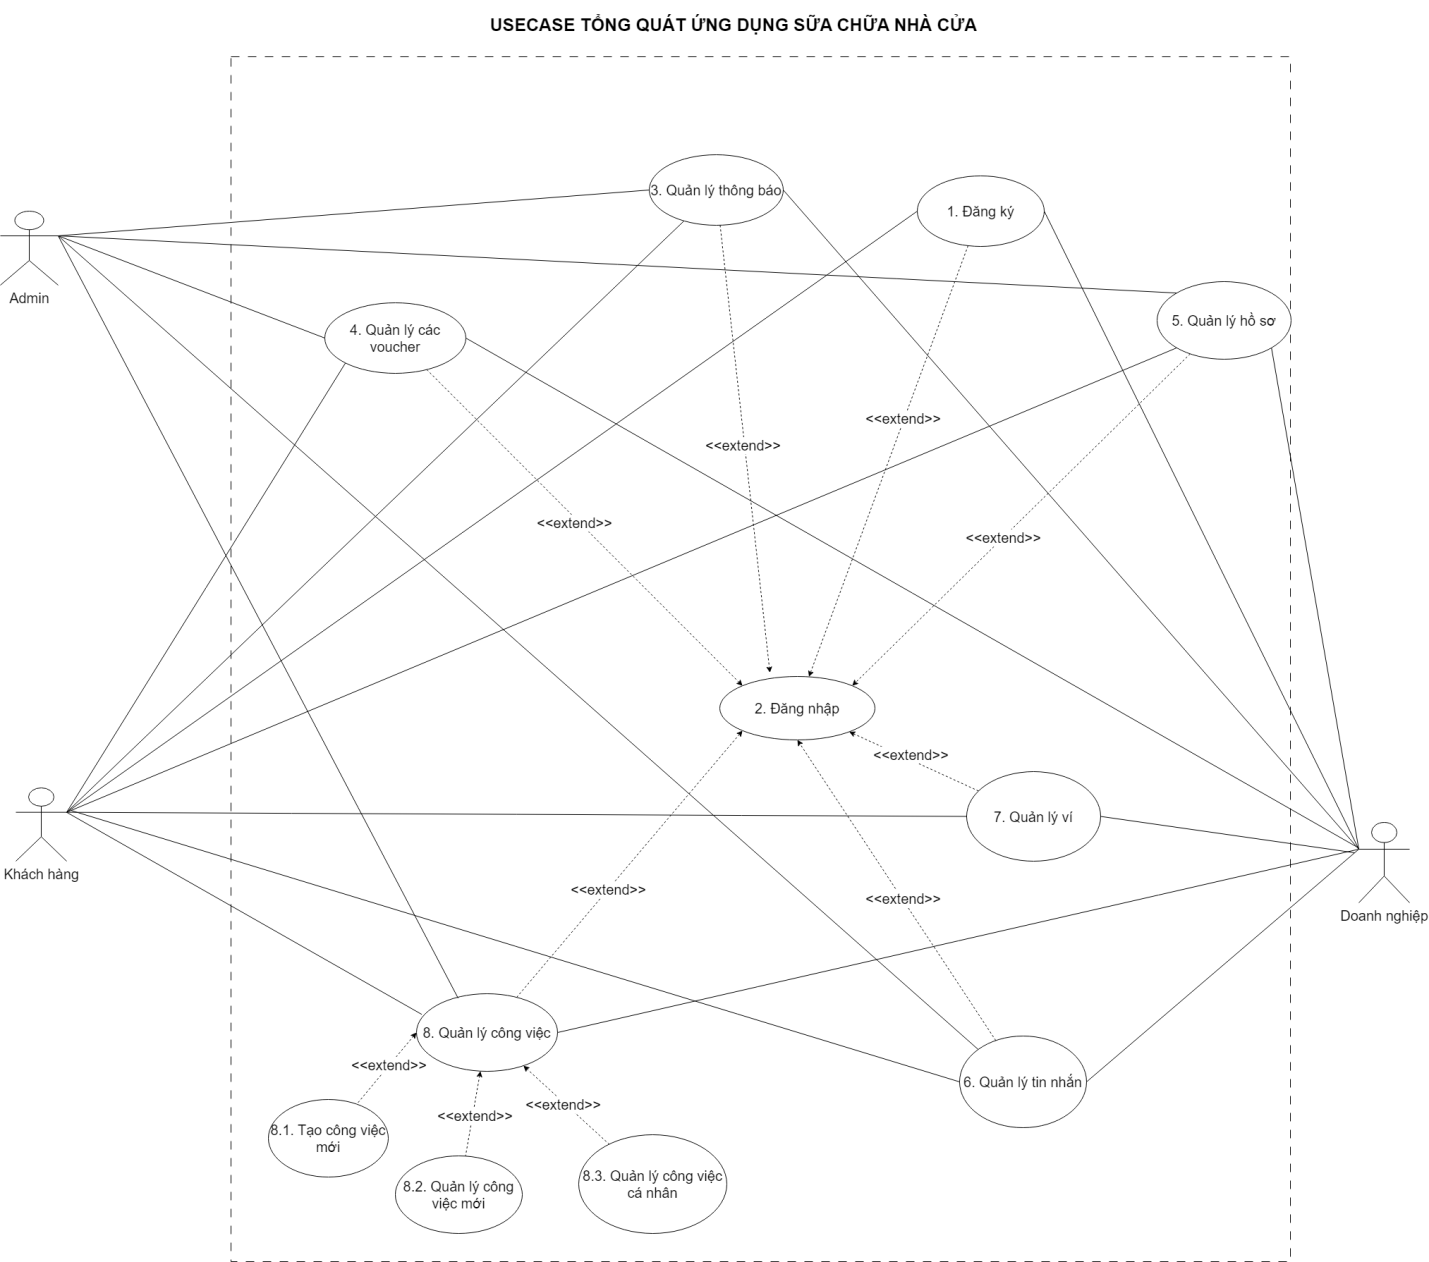 USECASE TỔNG QUÁT ỨNG DỤNG SỮA CHỮA NHÀ CỬA
3. Quản lý thông báo
1. Đăng ký
Admin
4. Quản lý các
voucher
5. Quản lý hồ sơ
<<extend>>
<<extend>>
<<extend>>
<<extend>>
2. Đăng nhập
<<extend>>
7. Quản lý ví
Khách hàng
<<extend>>
<<extend>>
Doanh nghiệp
8. Quản lý công việc
<<extend>>
6. Quản lý tin nhắn
<<extend>>
<<extend>>
8.1. Tạo công việc
mới
8.2. Quản lý công
việc mới
8.3. Quản lý công việc
cá nhân